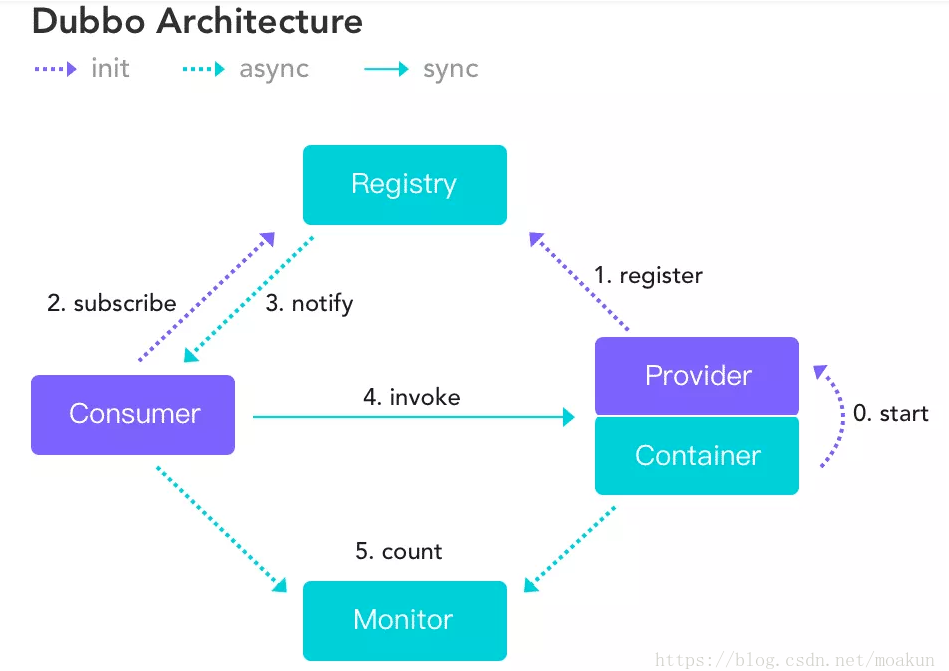 Dubbo Architecture
init async sync
Registry
1. register
2. subscribe 3. notify
Provider
4. invoke
Consumer
0. start
Container
5. count
Monitor
https://blog.csdn.net/moakun